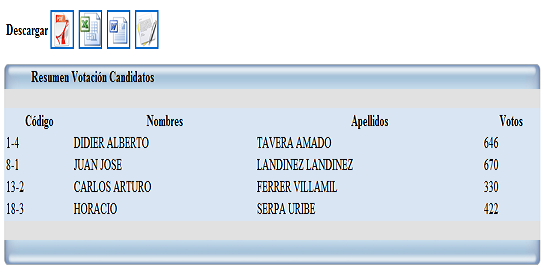 Descargar
Resumen Votación Candidatos
Código Nombres Apellidos Votos
1-4 DIDIER ALBERTO TAVERA AMADO 646
8-1 JUAN JOSE LANDINEZ LANDINEZ 670
13-2 CARLOS ARTURO FERRER VILLAMIL 330
18-3 HORACIO SERPA URIBE 422